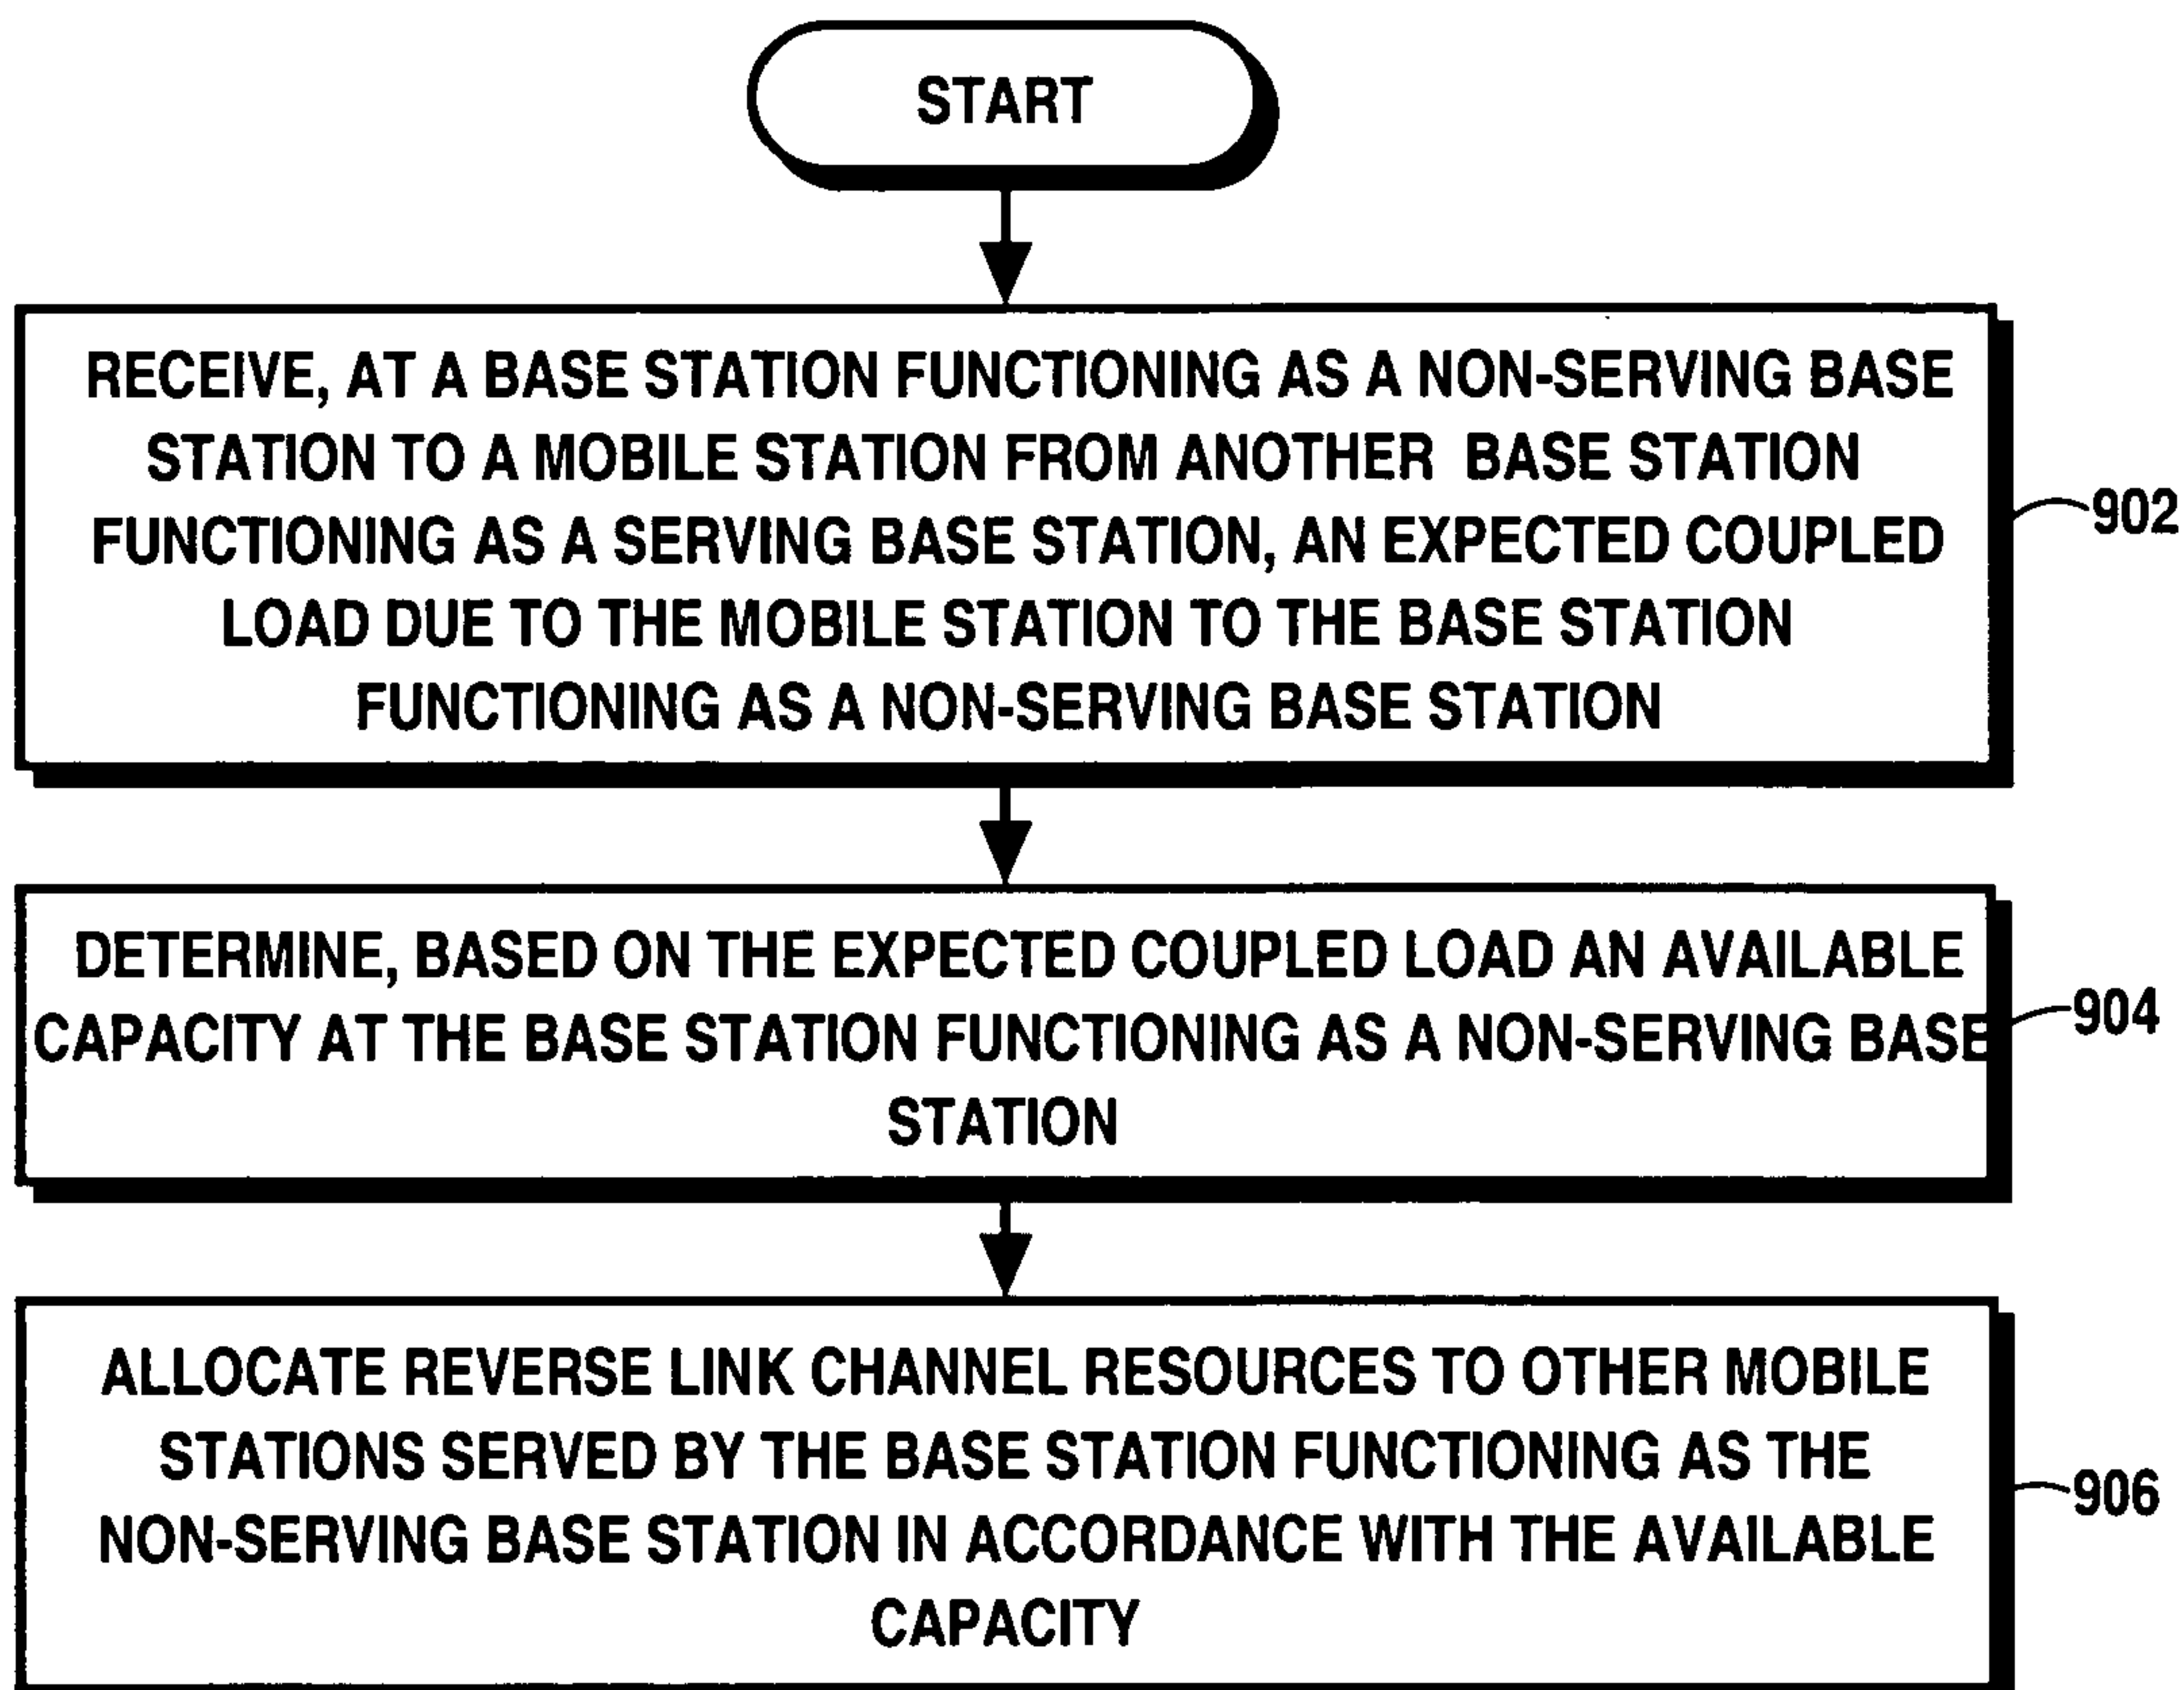 START
RECEIVE, AT A BASE STATION FUNCTIONING AS A NON-SERVING BASE
STATION TO A MOBILE STATION FROM ANOTHER BASE STATION
FUNCTIONING AS A SERVING BASE STATION, AN EXPECTED COUPLED
LOAD DUE TO THE MOBILE STATION TO THE BASE STATION
FUNCTIONING AS A NON-SERVING BASE STATION
902
DETERMINE, BASED ON THE EXPECTED COUPLED LOAD AN AVAILABLE
CAPACITY AT THE BASE STATION FUNCTIONING AS A NON-SERVING BASE
STATION
904
ALLOCATE REVERSE LINK CHANNEL RESOURCES TO OTHER MOBILE
STATIONS SERVED BY THE BASE STATION FUNCTIONING AS THE
NON-SERVING BASE STATION IN ACCORDANCE WITH THE AVAILABLE
CAPACITY
906